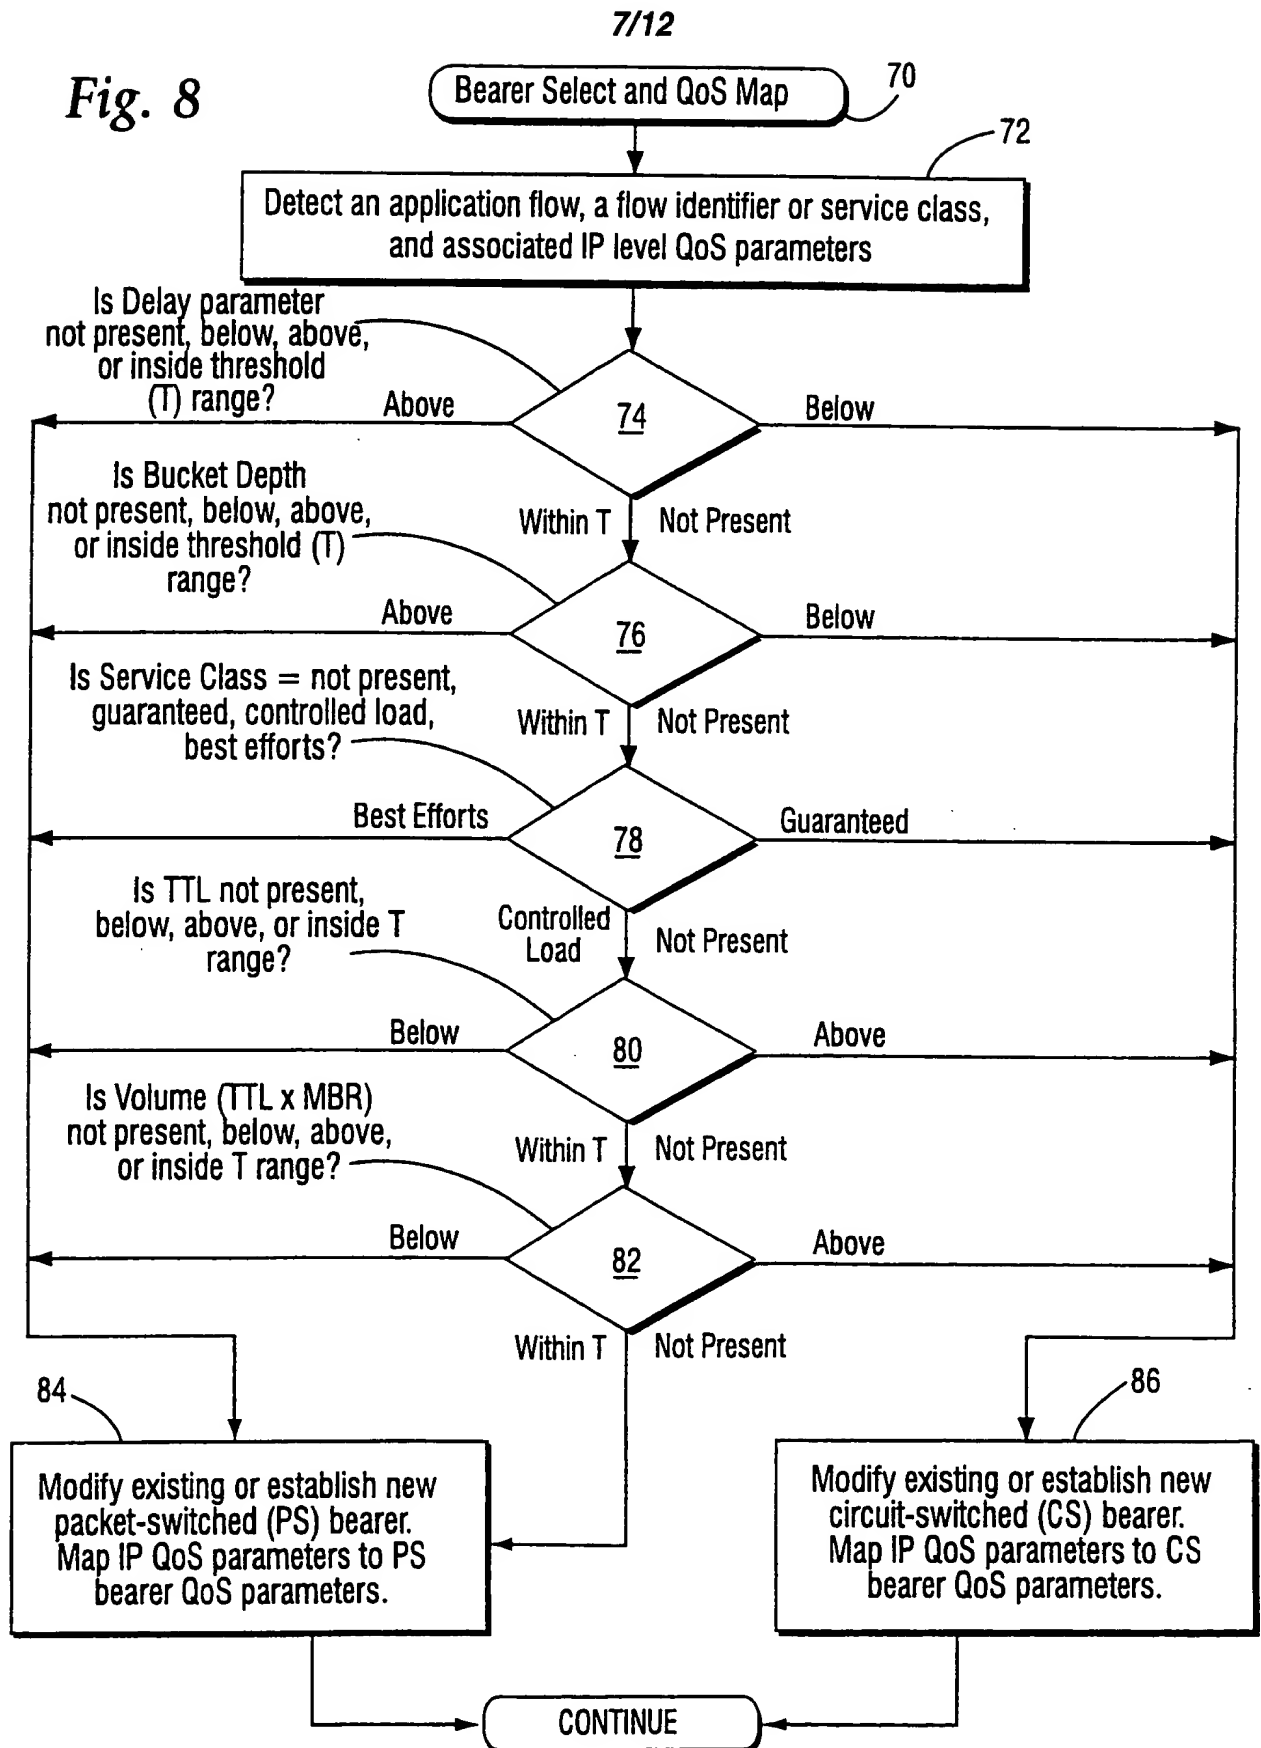 7/12
Fig. 8
Bearer Select and QoS Map
70
72
Detect an application flow, a flow identifier or service class,
and associated IP level QoS parameters
Is Delay parameter
not present, below, above,
or inside threshold
(T) range?
Above
74
Below
Within T
Not Present
Is Bucket Depth
not present, below, above,
or inside threshold (T)
range?
Above
76
Below
Within T
Not Present
Is Service Class = not present,
guaranteed, controlled load,
best efforts?
Best Efforts
78
Guaranteed
Controlled
Load
Not Present
Is TTL not present,
below, above, or inside T
range?
Below
80
Above
Within T
Not Present
Is Volume (TTL x MBR)
not present, below, above,
or inside T range?
Below
82
Above
Within T
Not Present
84
Modify existing or establish new
packet-switched (PS) bearer.
Map IP QoS parameters to PS
bearer QoS parameters.
86
Modify existing or establish new
circuit-switched (CS) bearer.
Map IP QoS parameters to CS
bearer QoS parameters.
CONTINUE